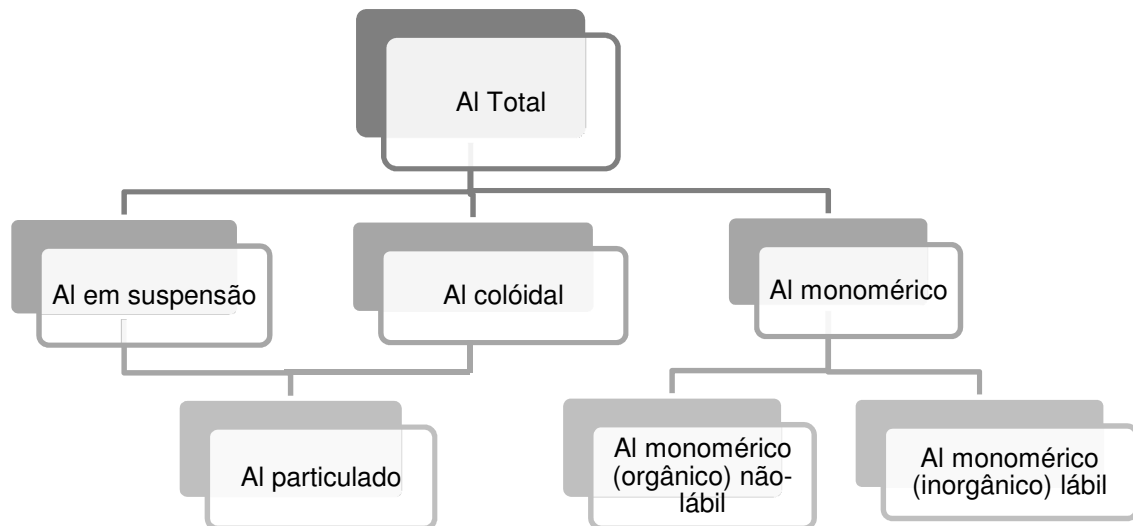 Al Total
Al em suspensão
Al colóidal
Al monomérico
Al particulado
Al monomérico
(orgânico) não-
lábil
Al monomérico
(inorgânico) lábil